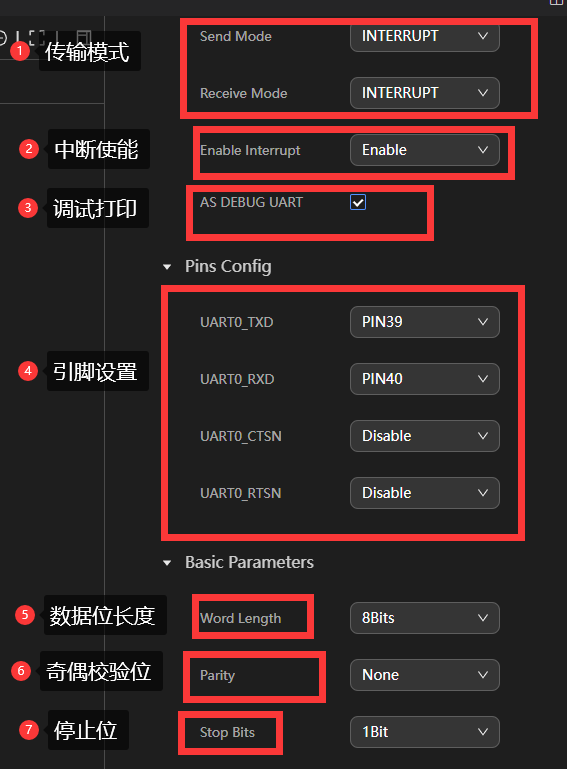 Send Mode INTERRUPT
1 传输模式
Receive Mode INTERRUPT
2 中断使能 Enable Interrupt Enable
3 调试打印 AS DEBUG UART
Pins Config
UART0_TXD PIN39
4 引脚设置 UART0_RXD PIN40
UART0_CTSN Disable
UART0_RTSN Disable
Basic Parameters
5 数据位长度 Word Length 8Bits
6 奇偶校验位 Parity None
7 停止位 Stop Bits 1Bit